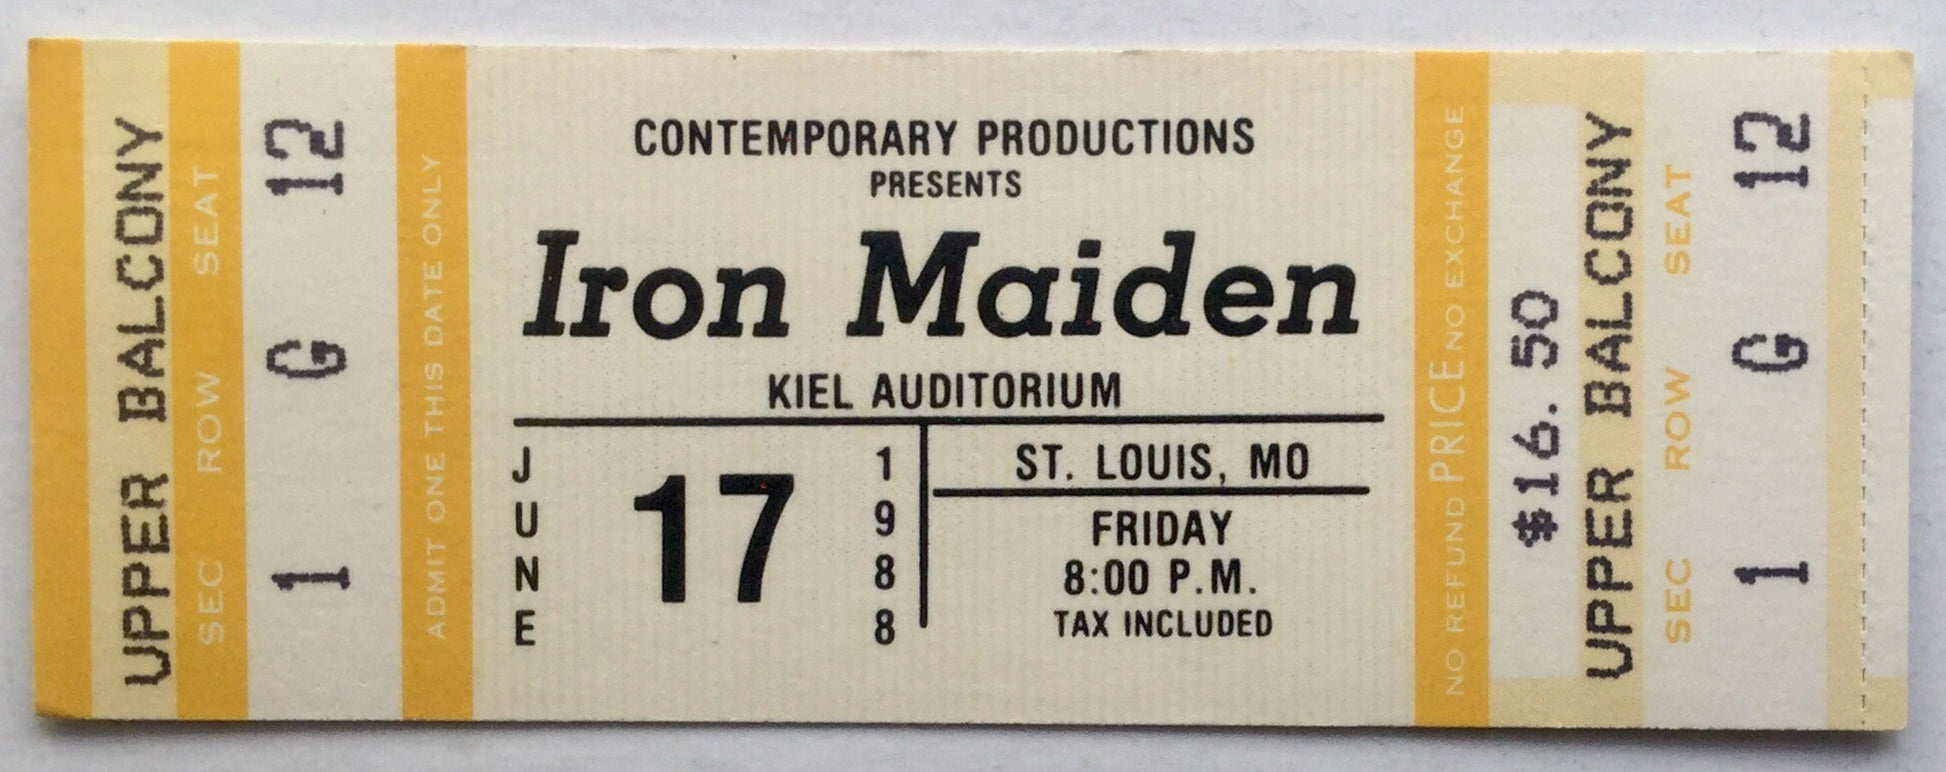 UPPER BALCONY
SEC ROW SEAT
1 G 12
ADMIT ONE THIS DATE ONLY
CONTEMPORARY PRODUCTIONS
PRESENTS
Iron Maiden
KIEL AUDITORIUM
JUNE
17
1988
ST. LOUIS, MO
FRIDAY
8:00 P.M.
TAX INCLUDED
NO REFUND PRICE NO EXCHANGE
$16.50
UPPER BALCONY
SEC ROW SEAT
1 G 12